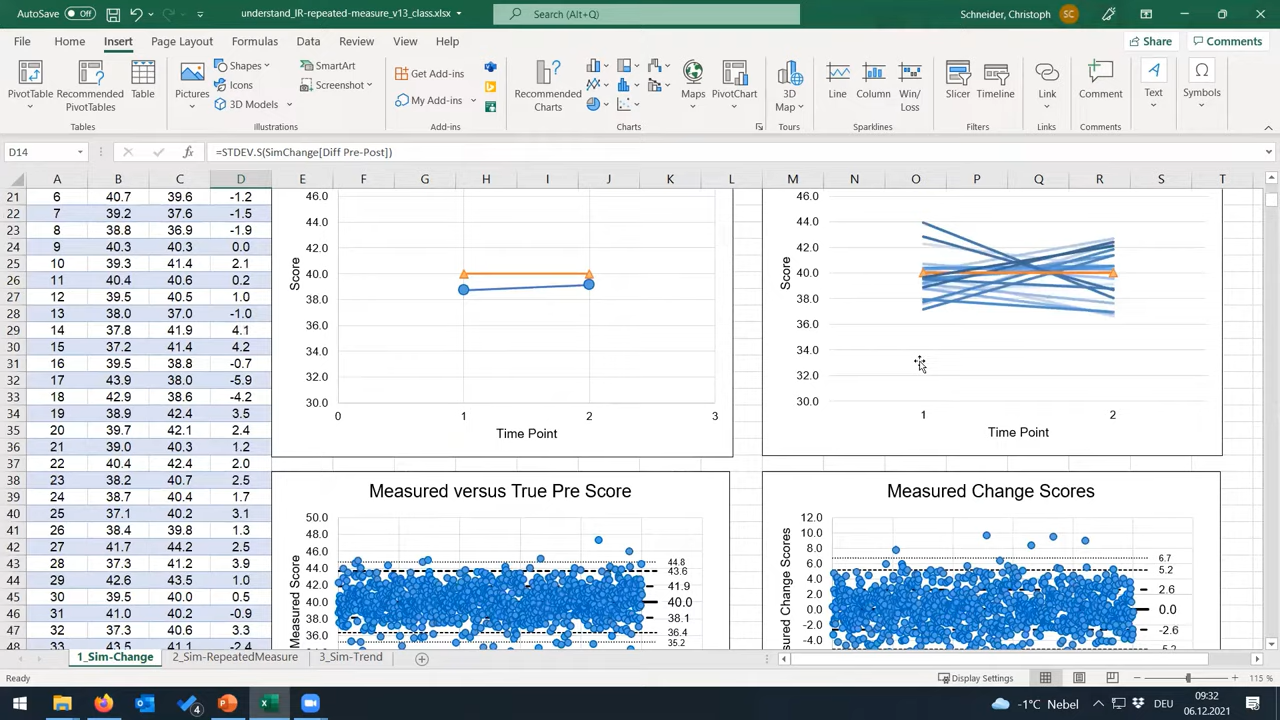 AutoSave Off understand_IR-repeated-measure_v13_class.xlsx Search (Alt+Q) Schneider, Christoph SC
File Home Insert Page Layout Formulas Data Review View Help Share Comments
PivotTable Recommended PivotTables Table Pictures Shapes Icons 3D Models SmartArt Screenshot Get Add-ins My Add-ins Recommended Charts Maps PivotChart 3D Map Line Column Win/Loss Slicer Timeline Link Comment Text Symbols
Tables Illustrations Add-ins Charts Tours Sparklines Filters Links Comments
D14 fx =STDEV.S(SimChange[Diff Pre-Post])
A B C D E F G H I J K L M N O P Q R S T
21 6 40.7 39.6 -1.2
22 7 39.2 37.6 -1.5
23 8 38.8 36.9 -1.9
24 9 40.3 40.3 0.0
25 10 39.3 41.4 2.1
26 11 40.4 40.6 0.2
27 12 39.5 40.5 1.0
28 13 38.0 37.0 -1.0
29 14 37.8 41.9 4.1
30 15 37.2 41.4 4.2
31 16 39.5 38.8 -0.7
32 17 43.9 38.0 -5.9
33 18 42.9 38.6 -4.2
34 19 38.9 42.4 3.5
35 20 39.7 42.1 2.4
36 21 39.0 40.3 1.2
37 22 40.4 42.4 2.0
38 23 38.2 40.7 2.5
39 24 38.7 40.4 1.7
40 25 37.1 40.2 3.1
41 26 38.4 39.8 1.3
42 27 41.7 44.2 2.5
43 28 37.3 41.2 3.9
44 29 42.6 43.5 1.0
45 30 40.0 40.5 0.5
46 31 41.0 40.2 -0.9
47 32 37.3 40.6 3.3
48 33 43.5 41.1 -2.4
46.0
44.0
42.0
40.0
38.0
36.0
34.0
32.0
30.0
Score
0 1 2 3
Time Point
46.0
44.0
42.0
40.0
38.0
36.0
34.0
32.0
30.0
Score
1 2
Time Point
Measured versus True Pre Score
50.0
48.0
46.0
44.0
42.0
40.0
38.0
36.0
Measured Score
44.8
43.6
41.9
40.0
38.1
36.4
35.2
Measured Change Scores
12.0
10.0
8.0
6.0
4.0
2.0
0.0
-2.0
-4.0
Measured Change Scores
6.7
5.2
2.6
0.0
-2.6
-5.2
1_Sim-Change 2_Sim-RepeatedMeasure 3_Sim-Trend
Ready Display Settings 115 %
-1°C Nebel DEU 09:32
06.12.2021